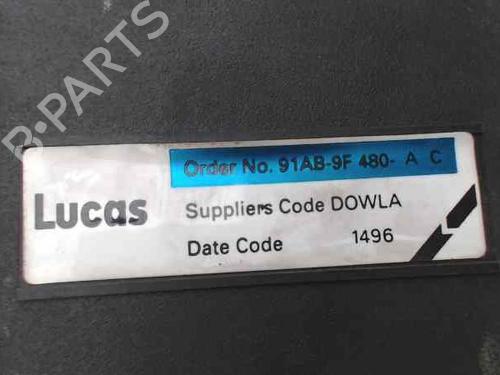 B-PARTS
Order No. 91AB-9F 480- A C
Lucas
Suppliers Code DOWLA
Date Code 1496